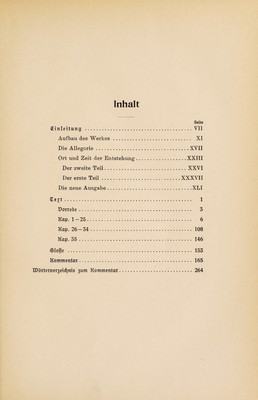 Inhalt
Seite
Einleitung VII
Aufbau des Werkes XI
Die Allegorie XVII
Ort und Zeit der Entstehung XXIII
Der zweite Teil XXVI
Der erste Teil XXXVII
Die neue Ausgabe XLI
Text 1
Vorrede 3
Kap. 1–25 6
Kap. 26–34 108
Kap. 35 146
Glosse 153
Kommentar 165
Wörterverzeichnis zum Kommentar 264